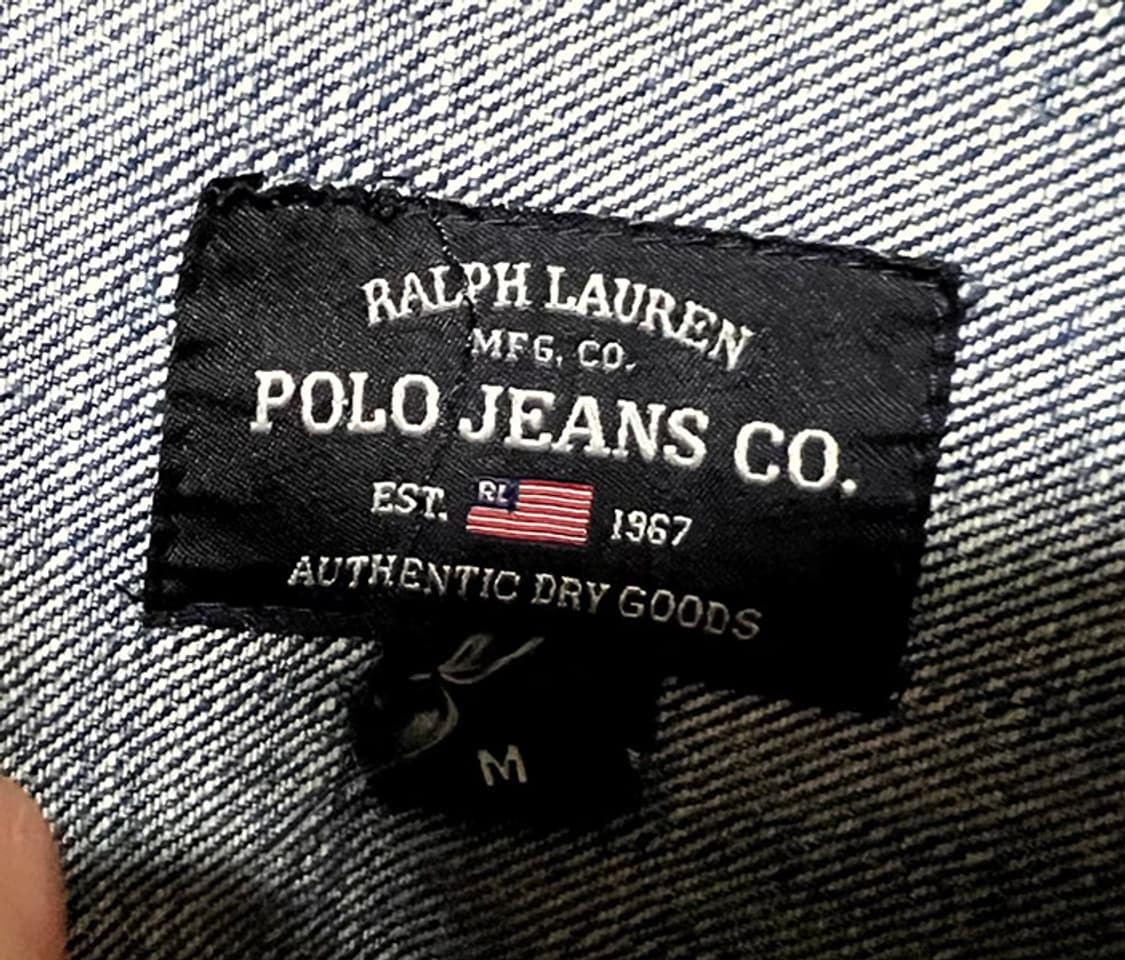 RALPH LAUREN
MFG. CO.
POLO JEANS CO.
EST. RL 1967
AUTHENTIC DRY GOODS
M